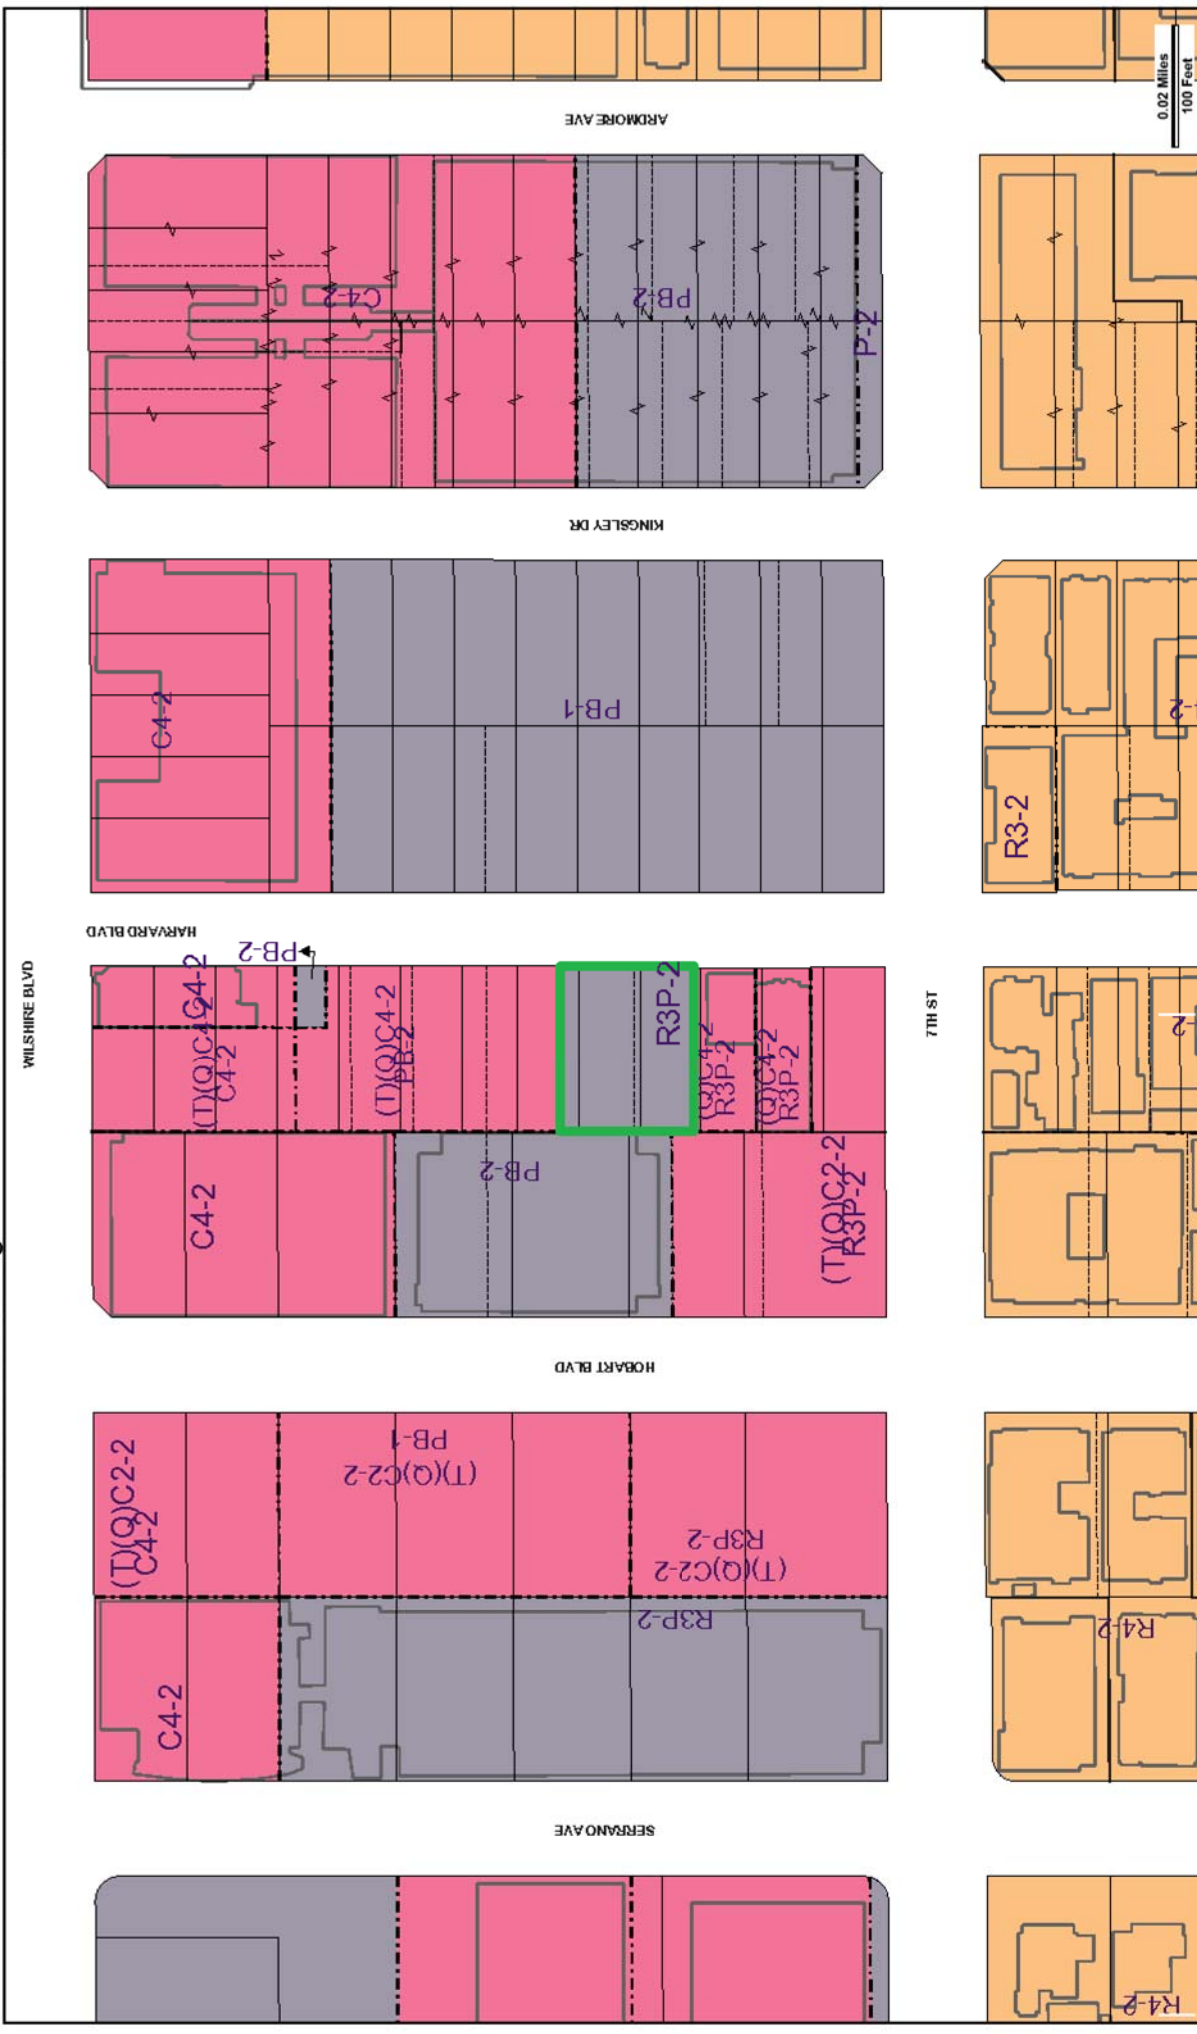 0.02 Miles
100 Feet
ARDMORE AVE
C4-2
PB-2
P-2
KINGSLEY DR
C4-2
PB-1
R3-2
HARVARD BLVD
WILSHIRE BLVD
PB-2
C4-2
(T)(Q)C4-2
C4-2
(T)(Q)C4-2
PB-2
R3P-2
(Q)C4-2
R3P-2
(Q)C4-2
R3P-2
7TH ST
C4-2
PB-2
(T)(Q)C2-2
R3P-2
HOBART BLVD
(T)(Q)C2-2
C4-2
PB-1
(T)(Q)C2-2
R3P-2
(T)(Q)C2-2
C4-2
R3P-2
R4-2
SERRANO AVE
R4-2